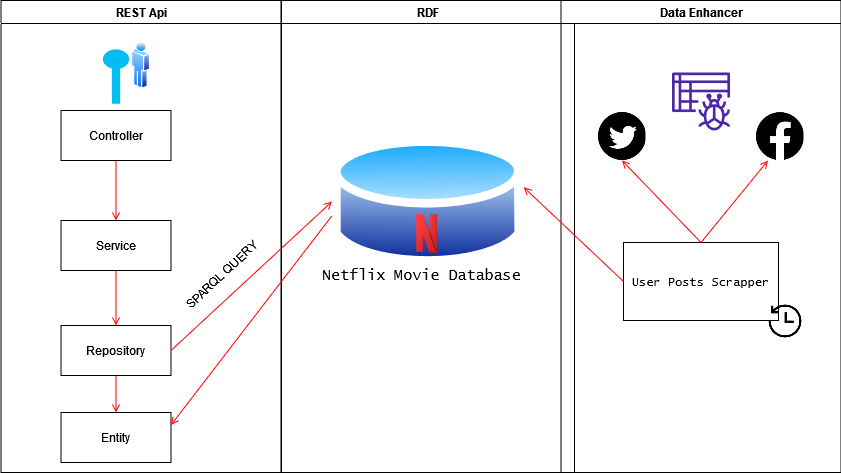 REST Api
RDF
Data Enhancer
Controller
Service
Repository
Entity
SPARQL QUERY
N
Netflix Movie Database
User Posts Scrapper